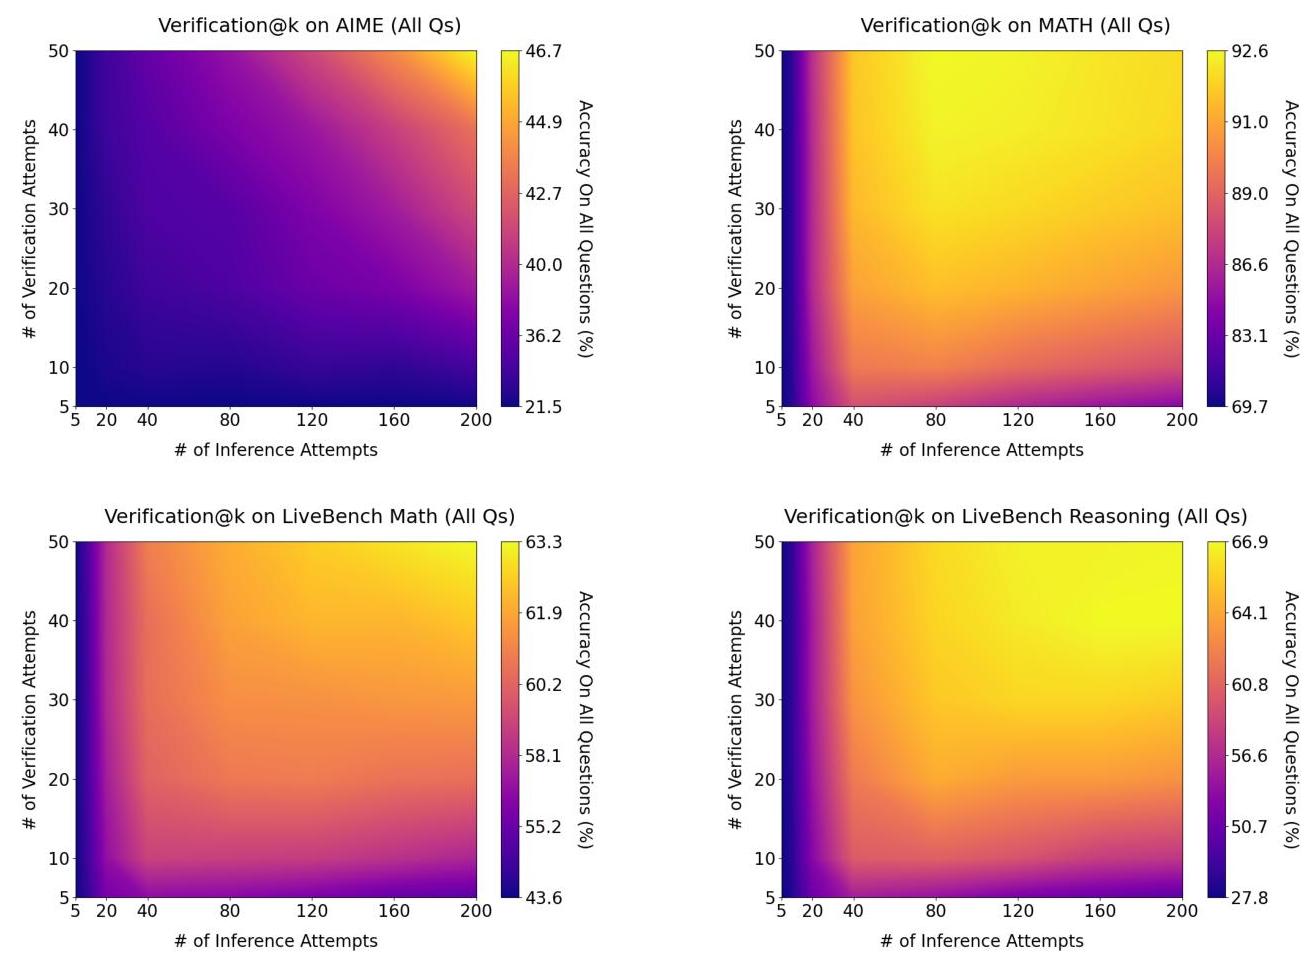 Verification@k on AIME (All Qs)
50
40
30
20
10
5
5 20 40 80 120 160 200
# of Verification Attempts
# of Inference Attempts
46.7
44.9
42.7
40.0
36.2
21.5
Accuracy On All Questions (%)
Verification@k on MATH (All Qs)
50
40
30
20
10
5
5 20 40 80 120 160 200
# of Verification Attempts
# of Inference Attempts
92.6
91.0
89.0
86.6
83.1
69.7
Accuracy On All Questions (%)
Verification@k on LiveBench Math (All Qs)
50
40
30
20
10
5
5 20 40 80 120 160 200
# of Verification Attempts
# of Inference Attempts
63.3
61.9
60.2
58.1
55.2
43.6
Accuracy On All Questions (%)
Verification@k on LiveBench Reasoning (All Qs)
50
40
30
20
10
5
5 20 40 80 120 160 200
# of Verification Attempts
# of Inference Attempts
66.9
64.1
60.8
56.6
50.7
27.8
Accuracy On All Questions (%)